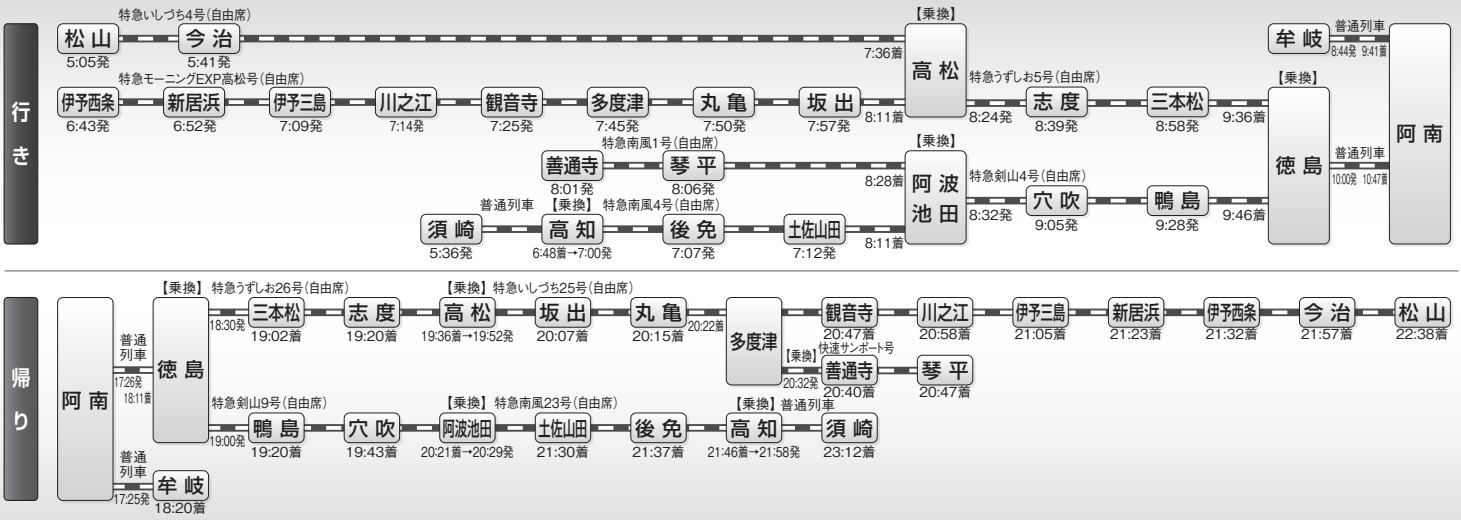 行き
特急いしづち4号(自由席)
松山 今治
5:05発 5:41発 7:36着
【乗換】
高松
特急モーニングEXP高松号(自由席)
伊予西条 新居浜 伊予三島 川之江 観音寺 多度津 丸亀 坂出
6:43発 6:52発 7:09発 7:14発 7:25発 7:45発 7:50発 7:57発 8:11着
特急うずしお5号(自由席)
志度 三本松
8:24発 8:39発 8:58発 9:36着
特急南風1号(自由席)
善通寺 琴平
8:01発 8:06発 8:28着
普通列車 【乗換】 特急南風4号(自由席)
須崎 高知 後免 土佐山田
5:36発 6:48着→7:00発 7:07発 7:12発 8:11着
【乗換】
阿波
池田
特急剣山4号(自由席)
穴吹 鴨島
8:32発 9:05発 9:28発 9:46着
【乗換】
徳島
普通列車
牟岐
8:44発 9:41着
普通列車
10:00発 10:47着
阿南
帰り
阿南
普通
列車
17:26発
18:11着
【乗換】
徳島
特急うずしお26号(自由席) 【乗換】 特急いしづち25号(自由席)
三本松 志度 高松 坂出 丸亀
18:30発 19:02着 19:20着 19:36着→19:52発 20:07着 20:15着 20:22着
多度津
観音寺 川之江 伊予三島 新居浜 伊予西条 今治 松山
20:47着 20:58着 21:05着 21:23着 21:32着 21:57着 22:38着
【乗換】 快速サンポート号
善通寺 琴平
20:32発 20:40着 20:47着
特急剣山9号(自由席) 【乗換】 特急南風23号(自由席) 【乗換】 普通列車
鴨島 穴吹 阿波池田 土佐山田 後免 高知 須崎
19:00発 19:20着 19:43着 20:21着→20:29発 21:30着 21:37着 21:46着→21:58発 23:12着
普通
列車
17:25発
牟岐
18:20着